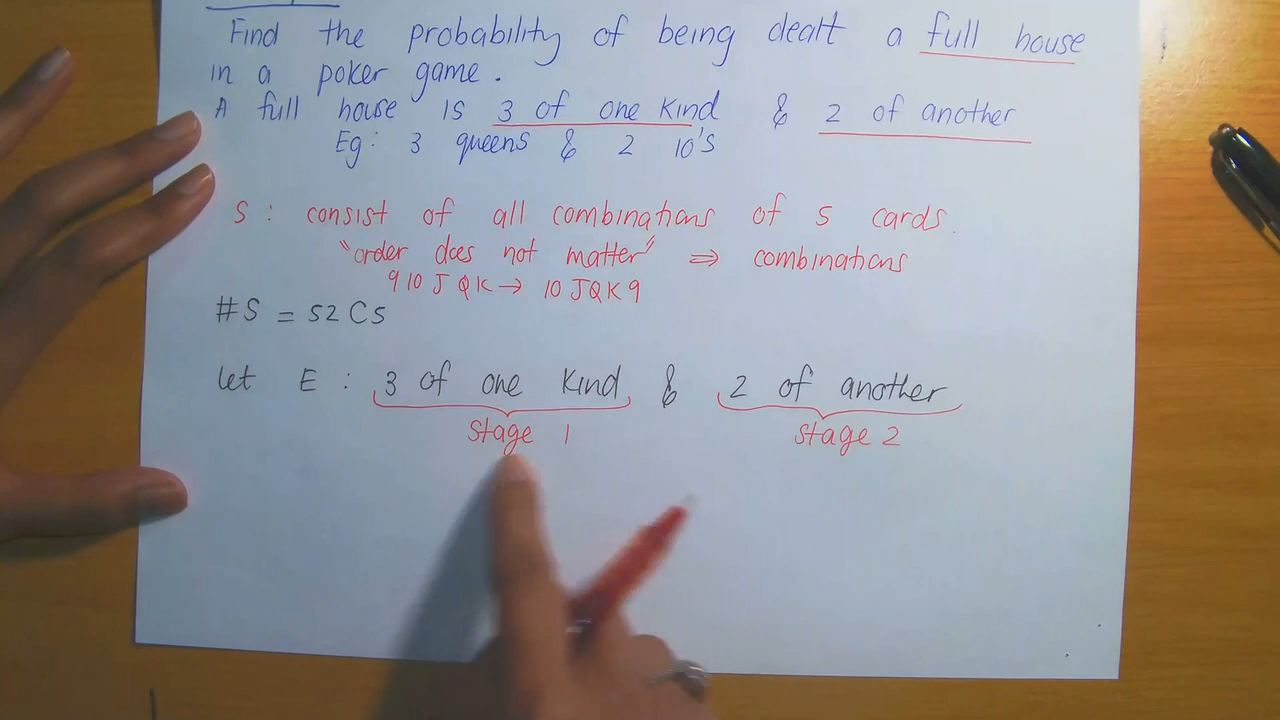 Find the probability of being dealt a full house
in a poker game.
A full house is 3 of one kind & 2 of another
Eg: 3 queens & 2 10's
S: consist of all combinations of 5 cards.
"order does not matter" ⇒ combinations
9 10 J Q K → 10 J Q K 9
#S = 52 C 5
let E : 3 of one kind & 2 of another
stage 1 stage 2